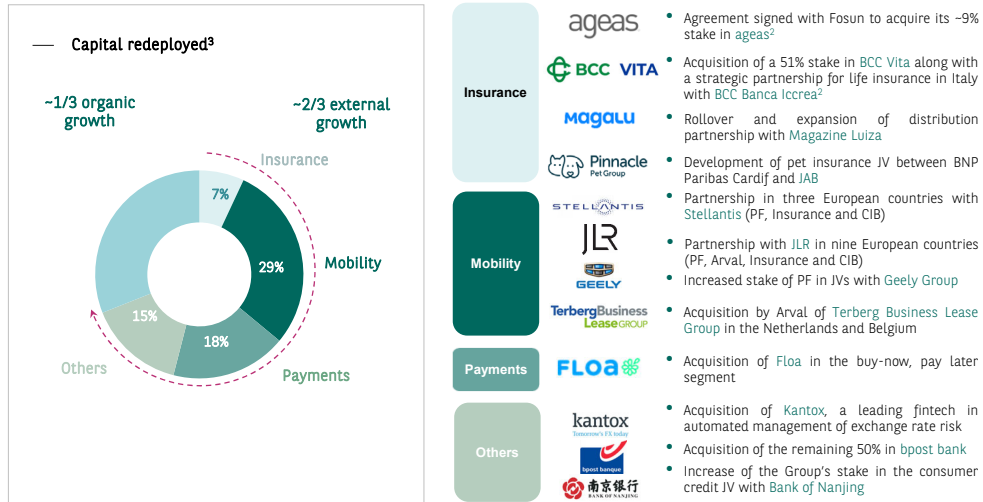 Capital redeployed³
~1/3 organic
growth
~2/3 external
growth
Insurance
7%
Mobility
29%
15%
18%
Others
Payments
Insurance
ageas
• Agreement signed with Fosun to acquire its ~9%
stake in ageas²
BCC VITA
• Acquisition of a 51% stake in BCC Vita along with
a strategic partnership for life insurance in Italy
with BCC Banca Iccrea²
MAGALU
• Rollover and expansion of distribution
partnership with Magazine Luiza
Pinnacle
Pet Group
• Development of pet insurance JV between BNP
Paribas Cardif and JAB
Mobility
STELLANTIS
• Partnership in three European countries with
Stellantis (PF, Insurance and CIB)
JLR
• Partnership with JLR in nine European countries
(PF, Arval, Insurance and CIB)
GEELY
• Increased stake of PF in JVs with Geely Group
TerbergBusiness
LeaseGROUP
• Acquisition by Arval of Terberg Business Lease
Group in the Netherlands and Belgium
Payments
FLOa
• Acquisition of Floa in the buy-now, pay later
segment
Others
kantox
Tomorrow's FX today
• Acquisition of Kantox, a leading fintech in
automated management of exchange rate risk
bpost banque
• Acquisition of the remaining 50% in bpost bank
南京银行
BANK OF NANJING
• Increase of the Group's stake in the consumer
credit JV with Bank of Nanjing